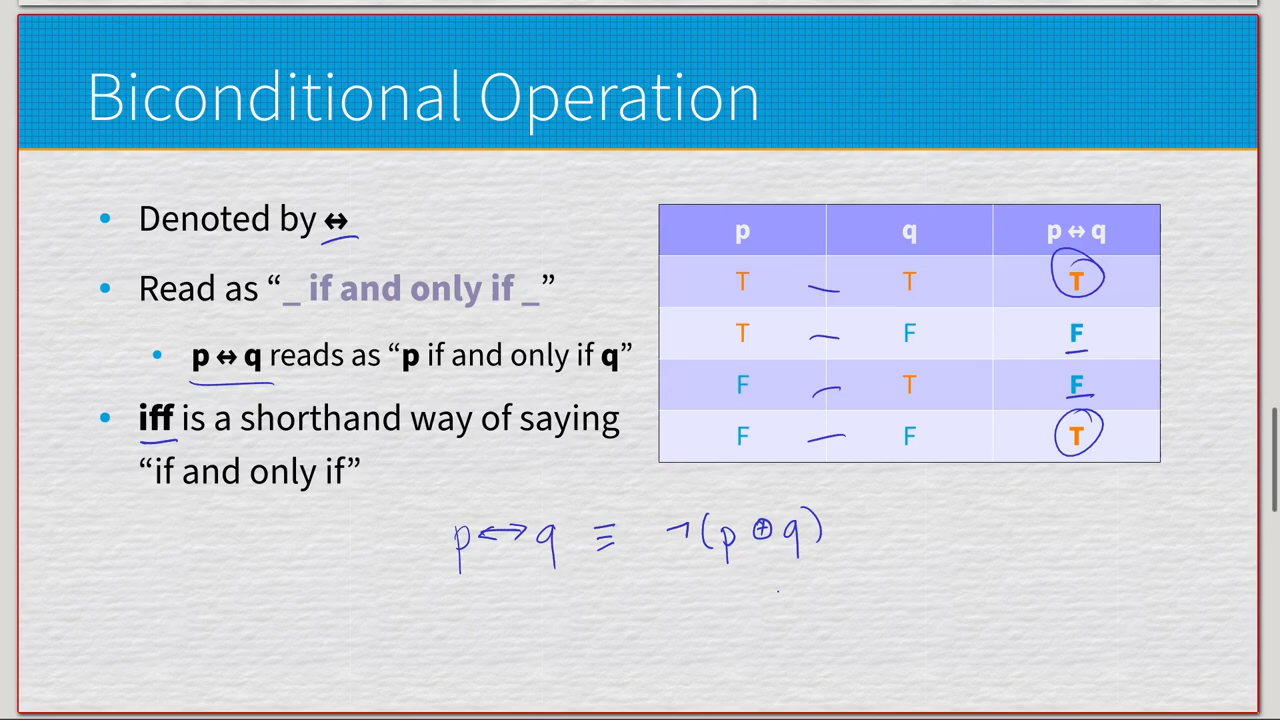 Biconditional Operation
• Denoted by ↔
• Read as “_ if and only if _”
• p ↔ q reads as “p if and only if q”
• iff is a shorthand way of saying
“if and only if”
p q p ↔ q
T T T
T F F
F T F
F F T
p ↔ q ≡ ¬(p ⊕ q)